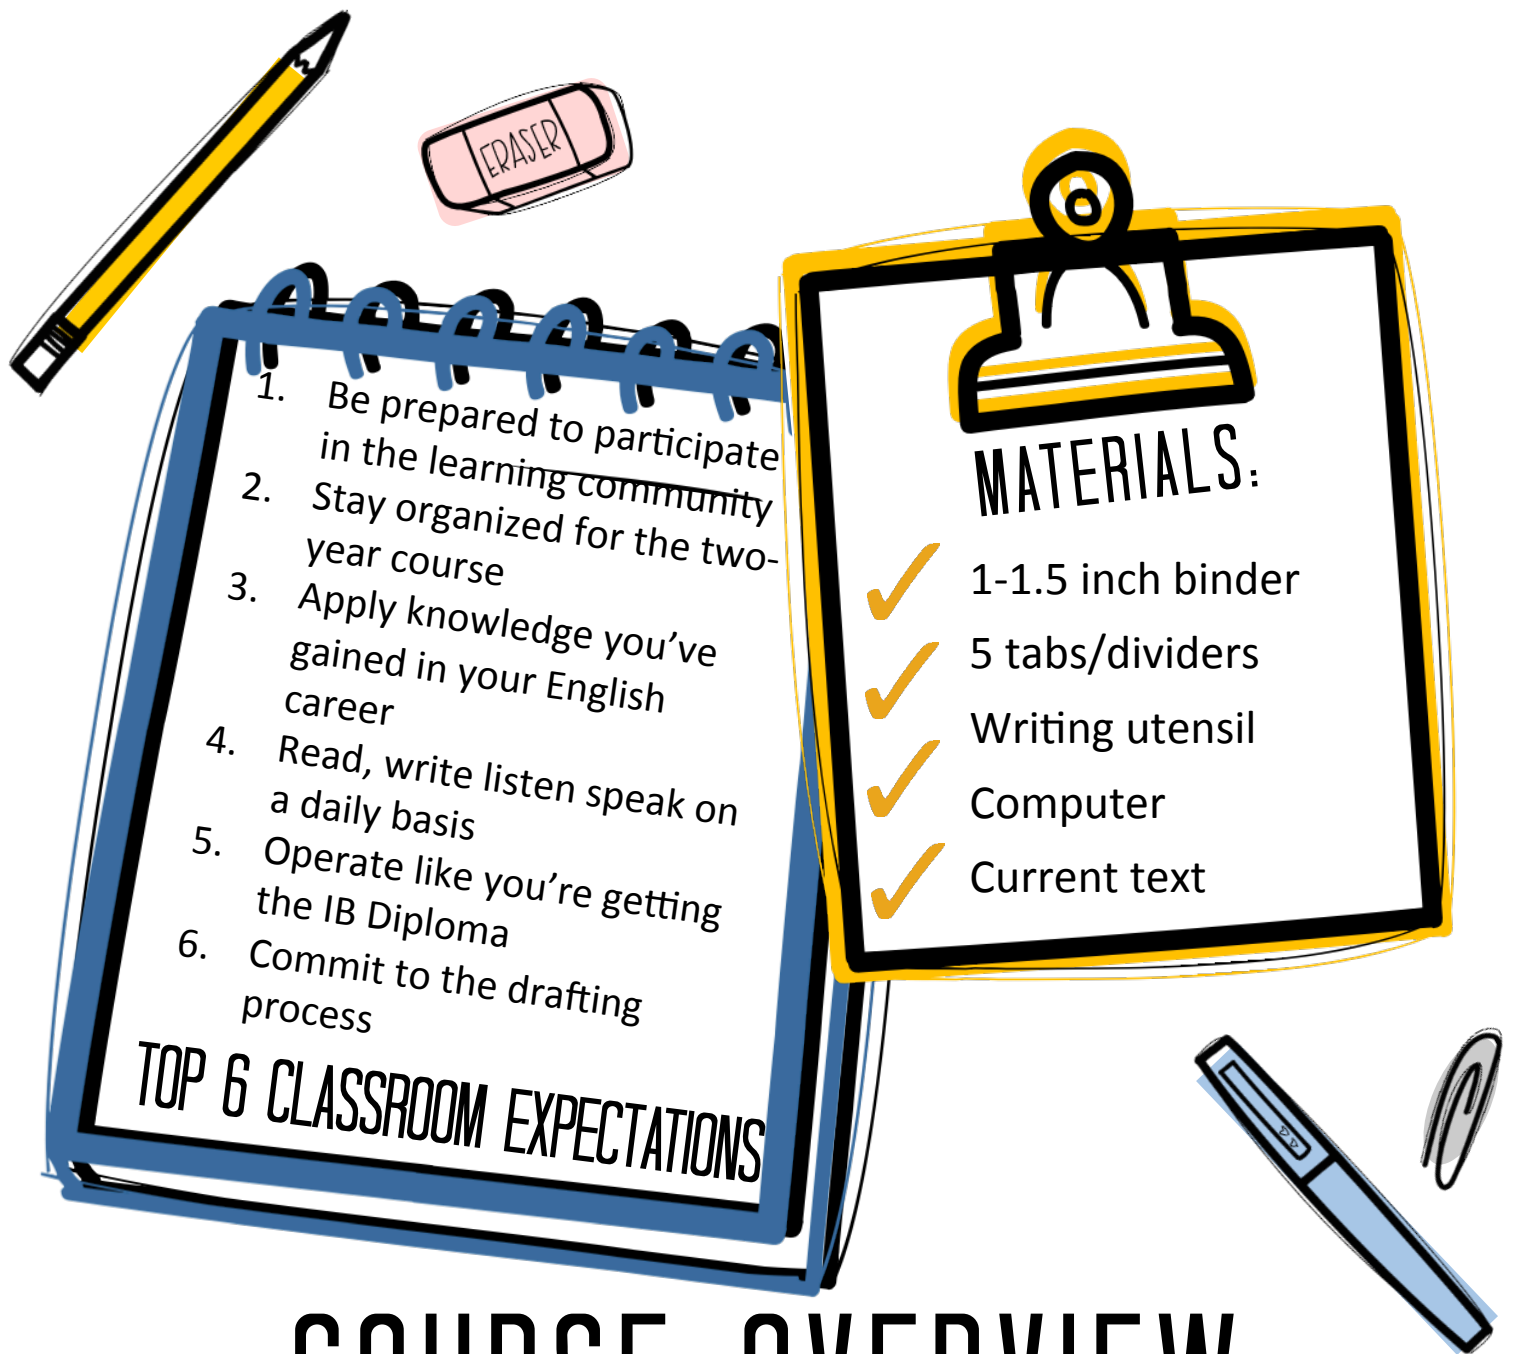 ERASER
1. Be prepared to participate
in the learning community
2. Stay organized for the two-
year course
3. Apply knowledge you’ve
gained in your English
career
4. Read, write listen speak on
a daily basis
5. Operate like you’re getting
the IB Diploma
6. Commit to the drafting
process
TOP 6 CLASSROOM EXPECTATIONS
MATERIALS:
1-1.5 inch binder
5 tabs/dividers
Writing utensil
Computer
Current text
COURSE OVERVIEW